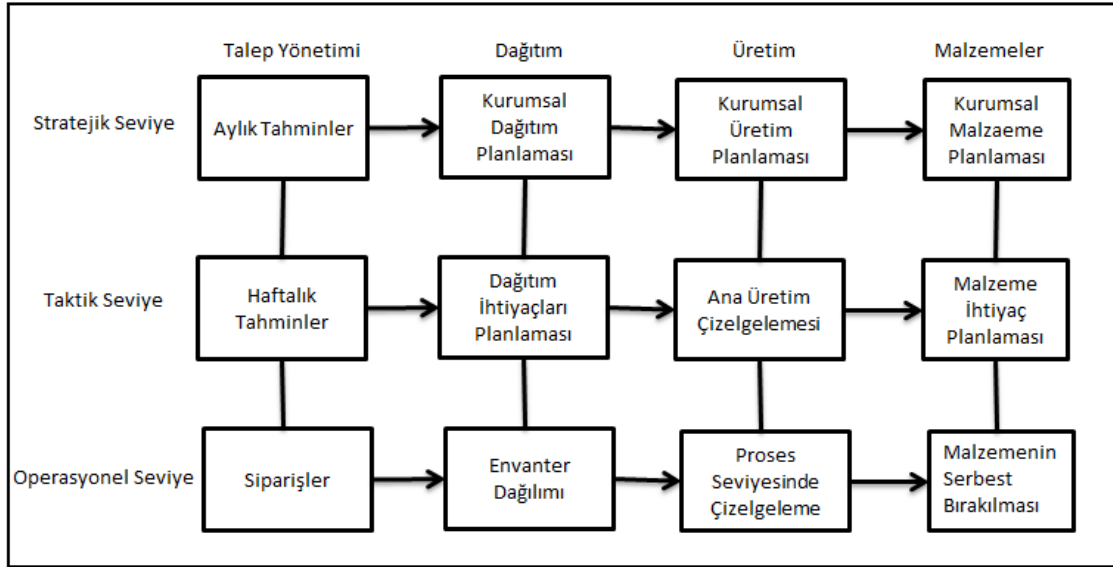 Talep Yönetimi
Dağıtım
Üretim
Malzemeler
Stratejik Seviye
Aylık Tahminler
Kurumsal
Dağıtım
Planlaması
Kurumsal
Üretim
Planlaması
Kurumsal
Malzaeme
Planlaması
Taktik Seviye
Haftalık
Tahminler
Dağıtım
İhtiyaçları
Planlaması
Ana Üretim
Çizelgelemesi
Malzeme
İhtiyaç
Planlaması
Operasyonel Seviye
Siparişler
Envanter
Dağılımı
Proses
Seviyesinde
Çizelgeleme
Malzemenin
Serbest
Bırakılması